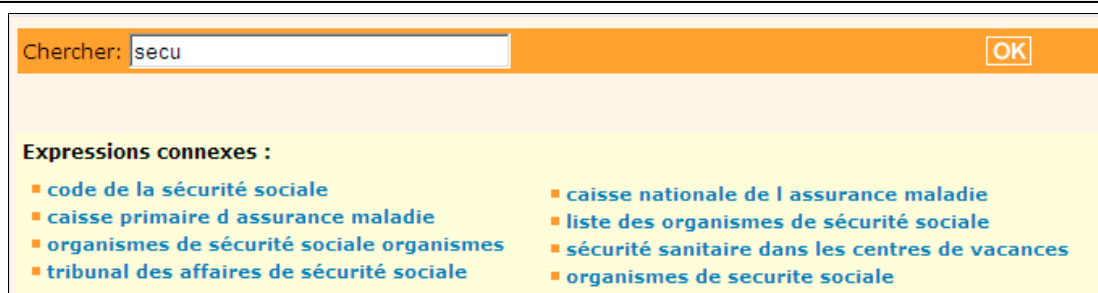 Chercher: secu OK
Expressions connexes :
code de la sécurité sociale
caisse primaire d assurance maladie
organismes de sécurité sociale organismes
tribunal des affaires de sécurité sociale
caisse nationale de l assurance maladie
liste des organismes de sécurité sociale
sécurité sanitaire dans les centres de vacances
organismes de securite sociale